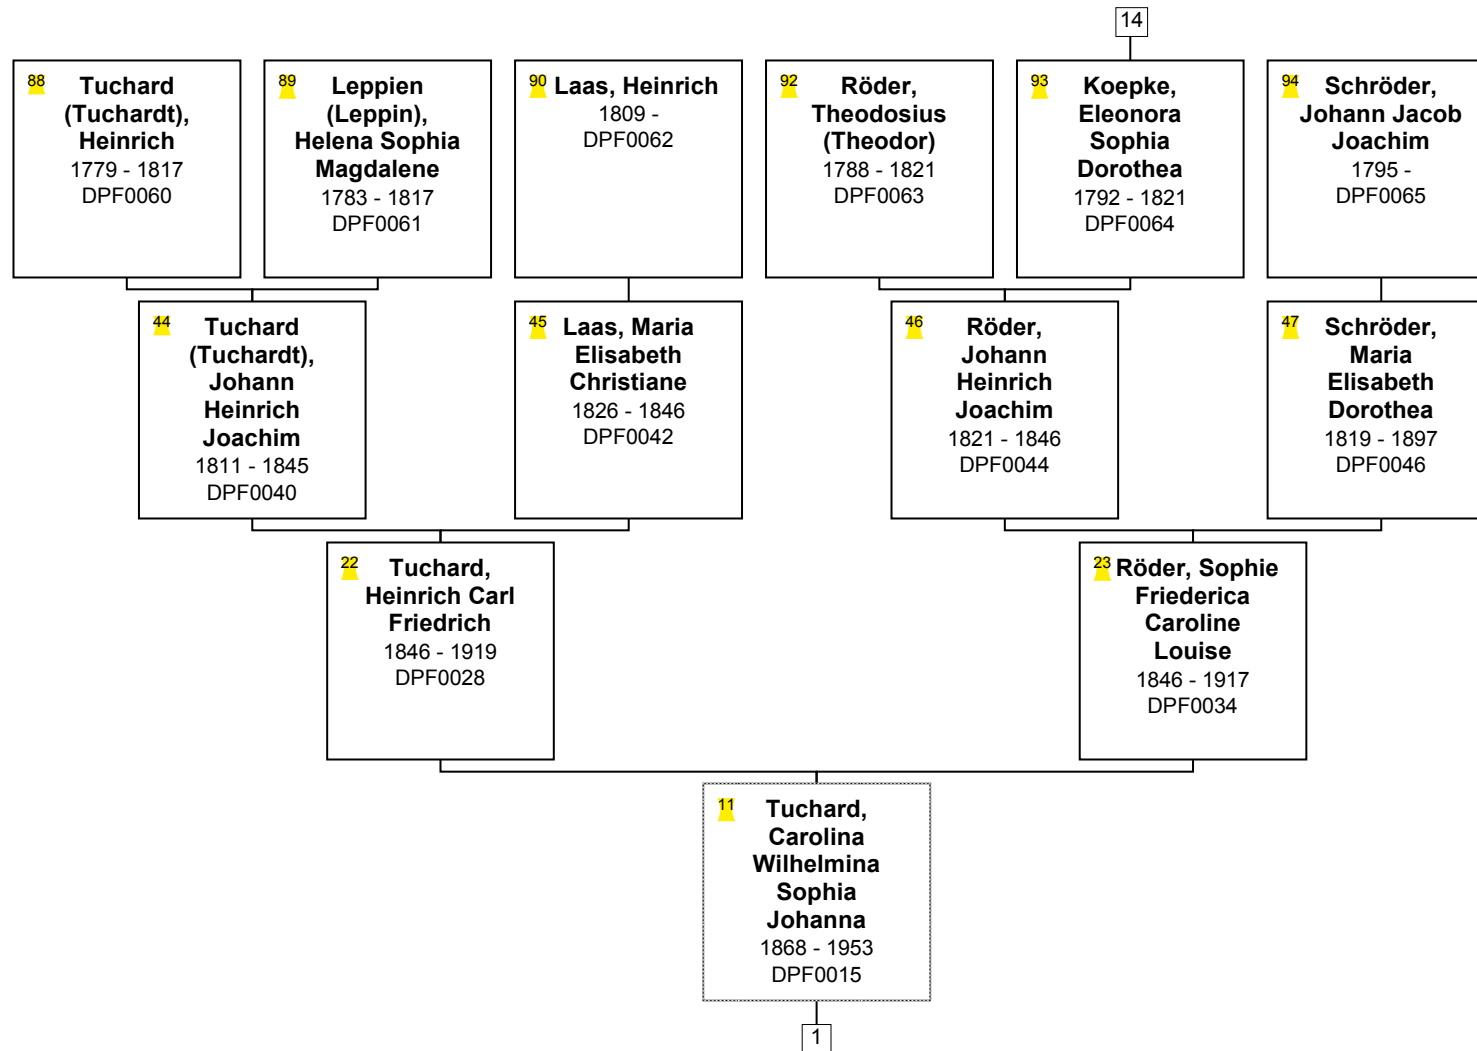 14
88
Tuchard
(Tuchardt),
Heinrich
1779 - 1817
DPF0060
89
Leppien
(Leppin),
Helena Sophia
Magdalene
1783 - 1817
DPF0061
90 Laas, Heinrich
1809 -
DPF0062
92
Röder,
Theodosius
(Theodor)
1788 - 1821
DPF0063
93
Koepke,
Eleonora
Sophia
Dorothea
1792 - 1821
DPF0064
94
Schröder,
Johann Jacob
Joachim
1795 -
DPF0065
44
Tuchard
(Tuchardt),
Johann
Heinrich
Joachim
1811 - 1845
DPF0040
45 Laas, Maria
Elisabeth
Christiane
1826 - 1846
DPF0042
46
Röder,
Johann
Heinrich
Joachim
1821 - 1846
DPF0044
47
Schröder,
Maria
Elisabeth
Dorothea
1819 - 1897
DPF0046
22
Tuchard,
Heinrich Carl
Friedrich
1846 - 1919
DPF0028
23 Röder, Sophie
Friederica
Caroline
Louise
1846 - 1917
DPF0034
11
Tuchard,
Carolina
Wilhelmina
Sophia
Johanna
1868 - 1953
DPF0015
1